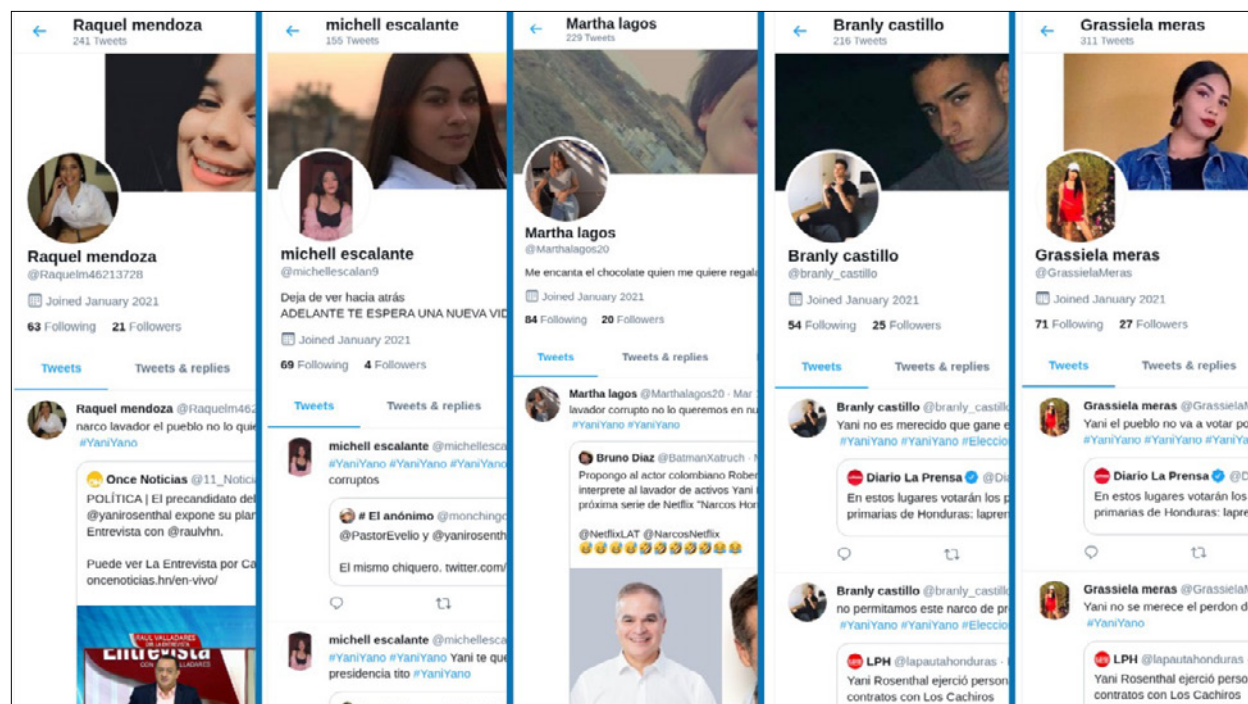 Raquel mendoza
241 Tweets
Raquel mendoza
@Raquelm46213728
Joined January 2021
63 Following 21 Followers
Tweets Tweets & replies
Raquel mendoza @Raquelm462
narco lavador el pueblo no lo quie
#YaniYano
Once Noticias @11_Notici
POLÍTICA | El precandidato del
@yanirosenthal expone su plan
Entrevista con @raulvhn.
Puede ver La Entrevista por Ca
oncenoticias.hn/en-vivo/
RAUL VALLADARES
Entrevista
CON
michell escalante
155 Tweets
michell escalante
@michellescalan9
Deja de ver hacia atrás
ADELANTE TE ESPERA UNA NUEVA VID
Joined January 2021
69 Following 4 Followers
Tweets Tweets & replies
michell escalante @michellesca
#YaniYano #YaniYano #YaniYano
corruptos
# El anónimo @monchingo
@PastorEvelio y @yanirosenth
El mismo chiquero. twitter.com/
michell escalante @michellesca
#YaniYano #YaniYano Yani te que
presidencia tito #YaniYano
Martha lagos
229 Tweets
Martha lagos
@Marthalagos20
Me encanta el chocolate quien me quiere regala
Joined January 2021
84 Following 20 Followers
Tweets Tweets & replies
Martha lagos @Marthalagos20 · Mar
lavador corrupto no lo queremos en nu
#YaniYano #YaniYano
Bruno Diaz @BatmanXatruch ·
Propongo al actor colombiano Rober
interprete al lavador de activos Yani
próxima serie de Netflix "Narcos Hon
@NetflixLAT @NarcosNetflix
Branly castillo
216 Tweets
Branly castillo
@branly_castillo
Joined January 2021
54 Following 25 Followers
Tweets Tweets & replies
Branly castillo @branly_castillo
Yani no es merecido que gane e
#YaniYano #YaniYano #Eleccio
Diario La Prensa @Di
En estos lugares votarán los p
primarias de Honduras: lapren
Branly castillo @branly_castillo
no permitamos este narco de pr
#YaniYano #YaniYano #Eleccio
LPH @lapautahonduras ·
Yani Rosenthal ejerció person
contratos con Los Cachiros
Grassiela meras
311 Tweets
Grassiela meras
@GrassielaMeras
Joined January 2021
71 Following 27 Followers
Tweets Tweets & replies
Grassiela meras @GrassielaM
Yani el pueblo no va a votar po
#YaniYano #YaniYano #YaniYa
Diario La Prensa @D
En estos lugares votarán los
primarias de Honduras: lapre
Grassiela meras @GrassielaM
Yani no se merece el perdon d
#YaniYano
LPH @lapautahonduras
Yani Rosenthal ejerció perso
contratos con Los Cachiros